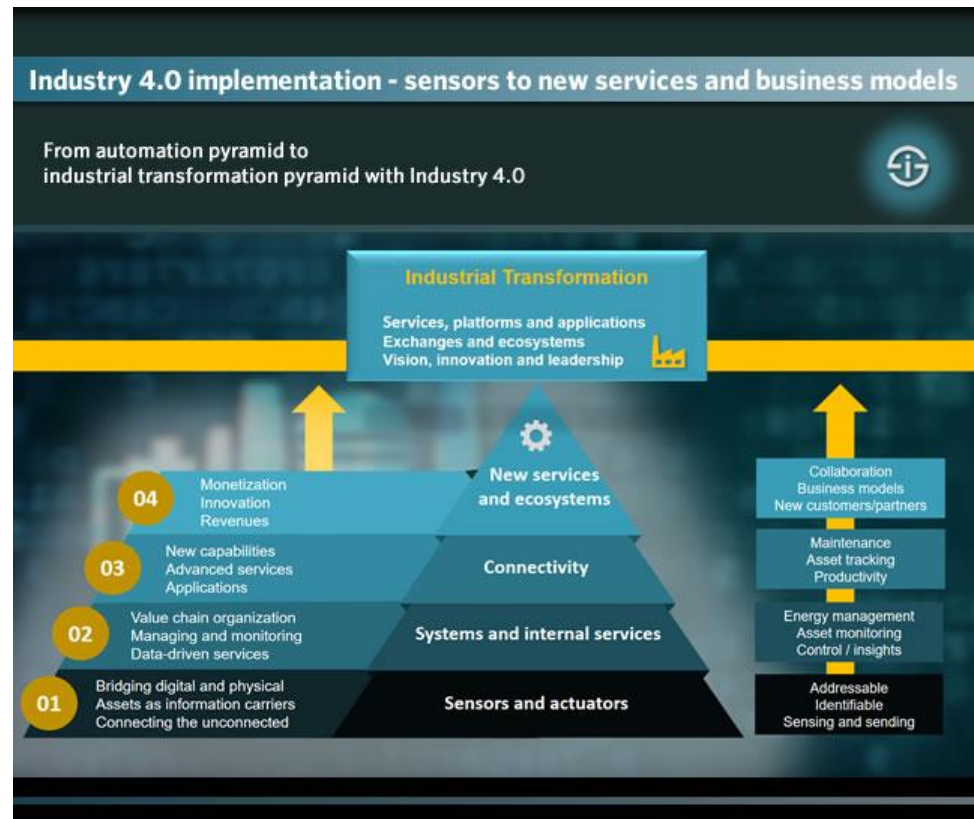 Industry 4.0 implementation - sensors to new services and business models
From automation pyramid to
industrial transformation pyramid with Industry 4.0
Industrial Transformation
Services, platforms and applications
Exchanges and ecosystems
Vision, innovation and leadership
04
Monetization
Innovation
Revenues
New services
and ecosystems
Collaboration
Business models
New customers/partners
03
New capabilities
Advanced services
Applications
Connectivity
Maintenance
Asset tracking
Productivity
02
Value chain organization
Managing and monitoring
Data-driven services
Systems and internal services
Energy management
Asset monitoring
Control / insights
01
Bridging digital and physical
Assets as information carriers
Connecting the unconnected
Sensors and actuators
Addressable
Identifiable
Sensing and sending